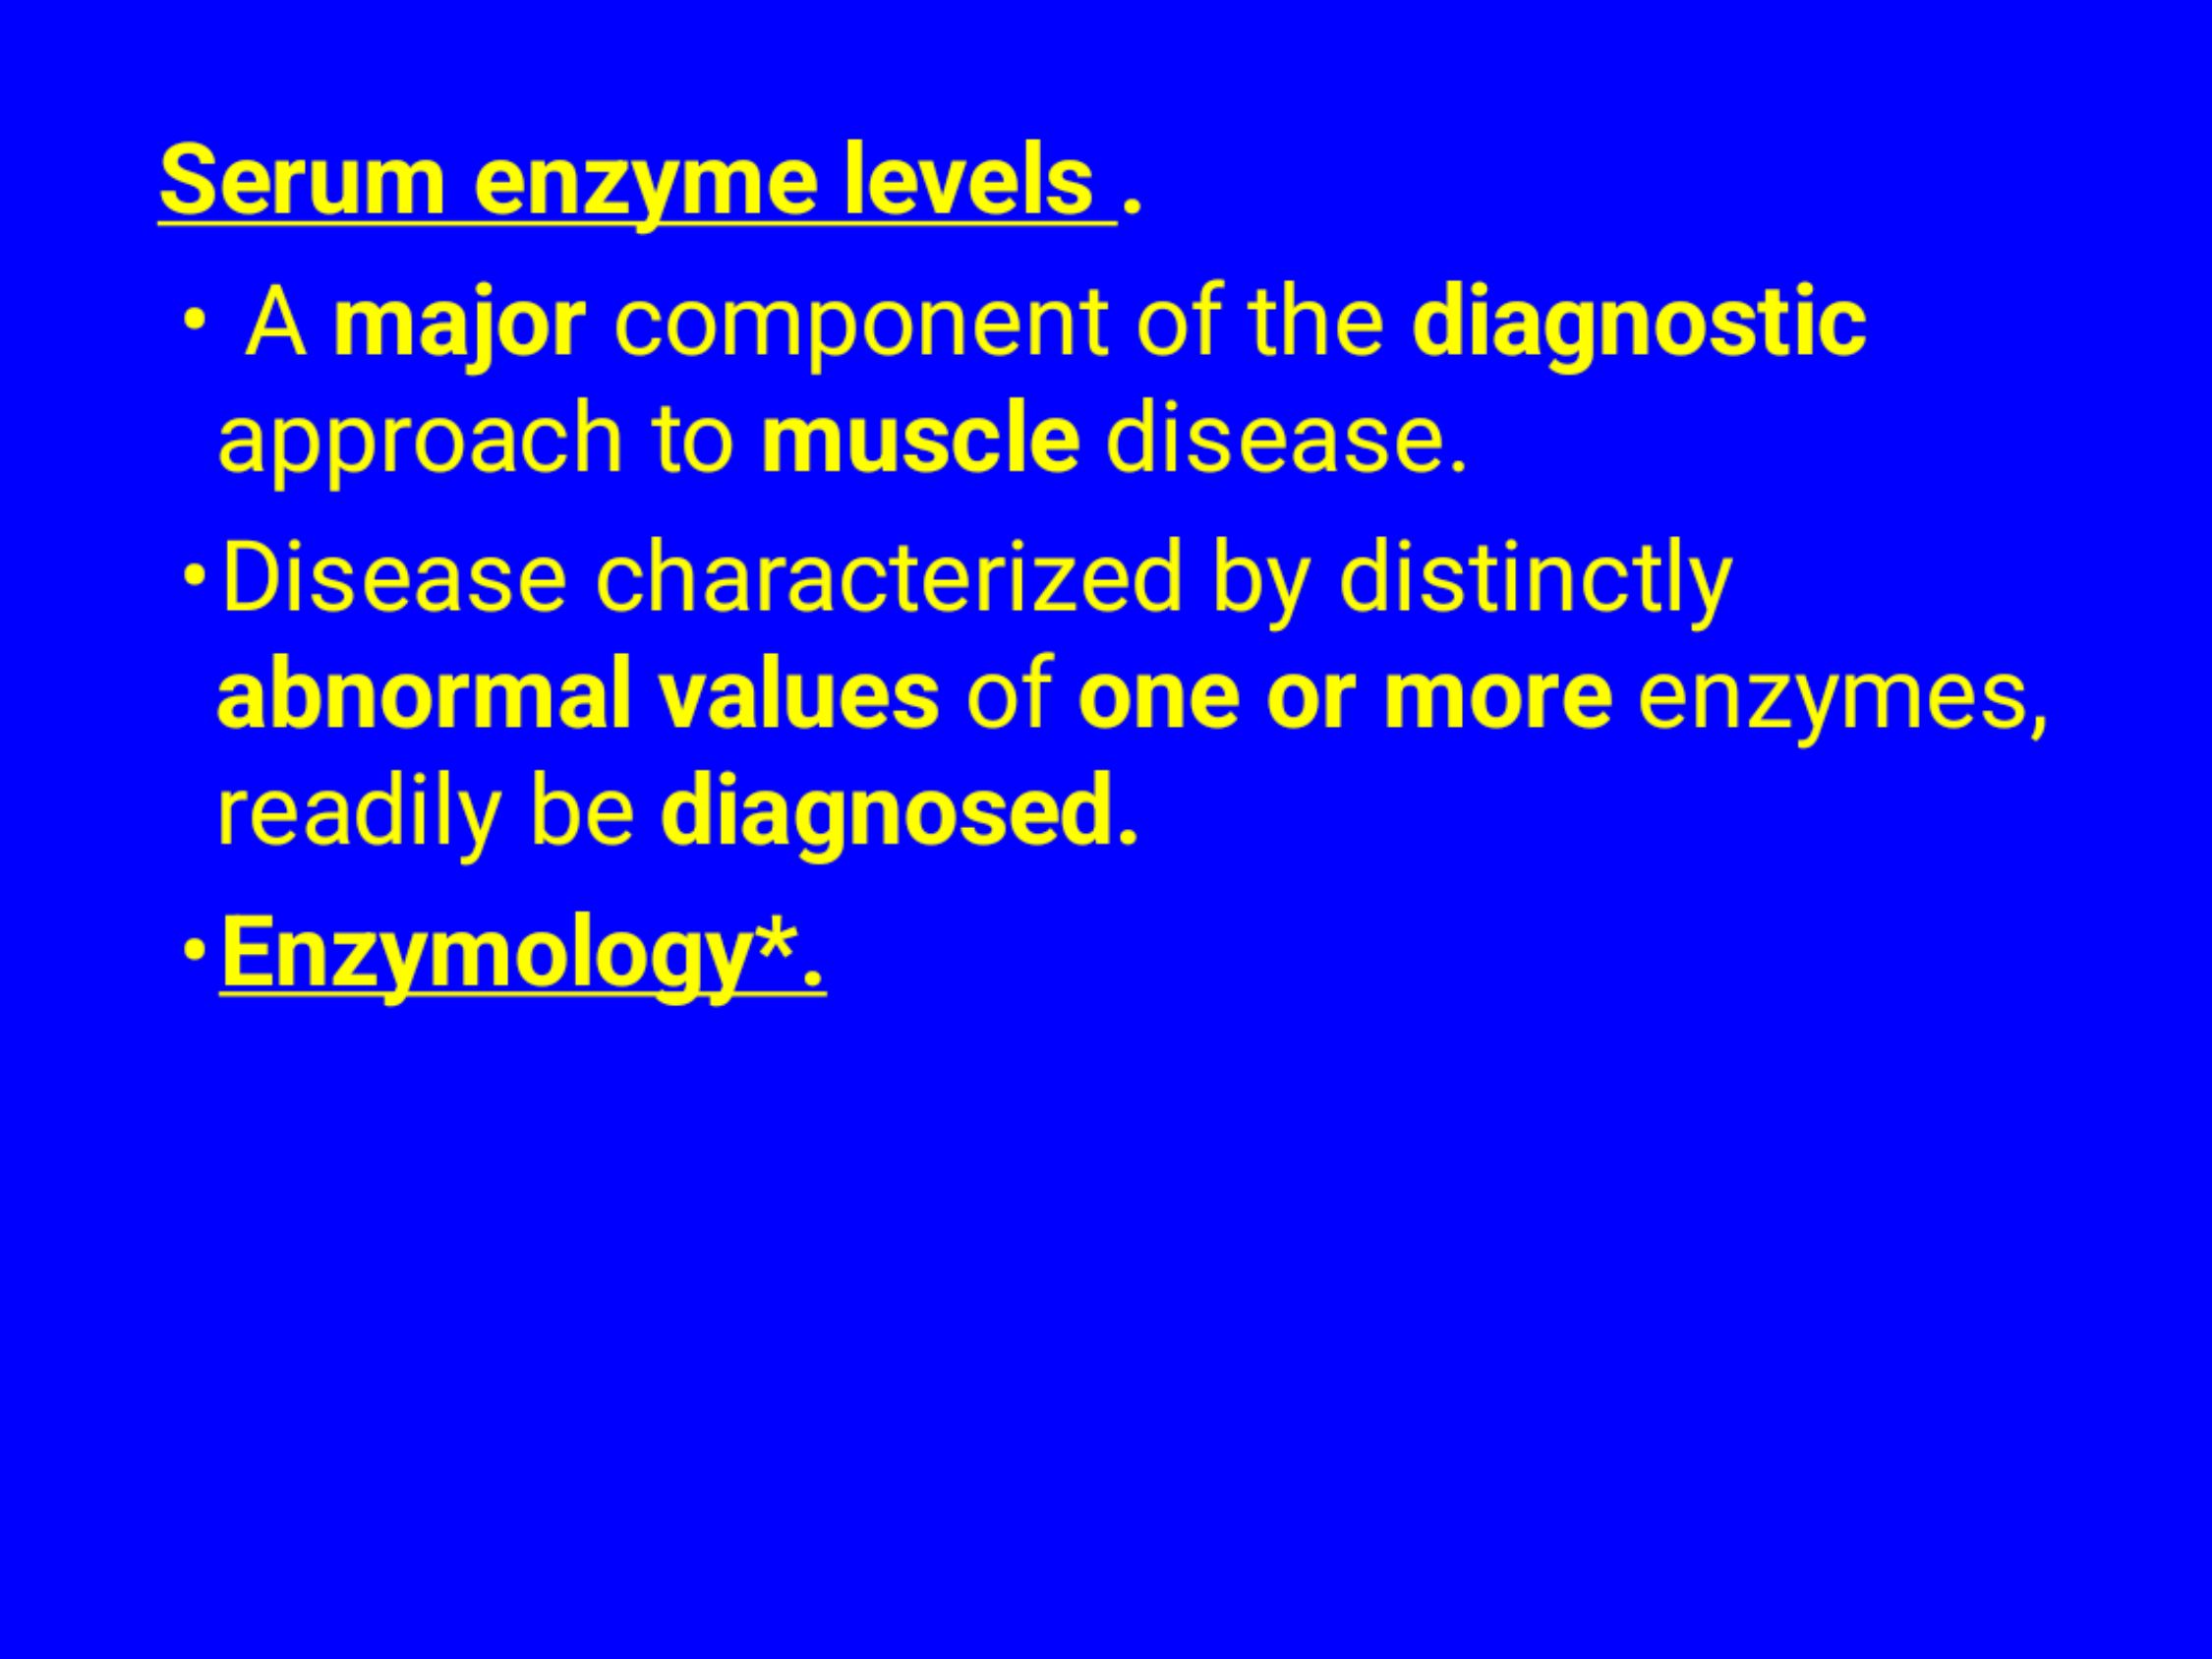 Serum enzyme levels .
• A major component of the diagnostic
approach to muscle disease.
• Disease characterized by distinctly
abnormal values of one or more enzymes,
readily be diagnosed.
• Enzymology*.